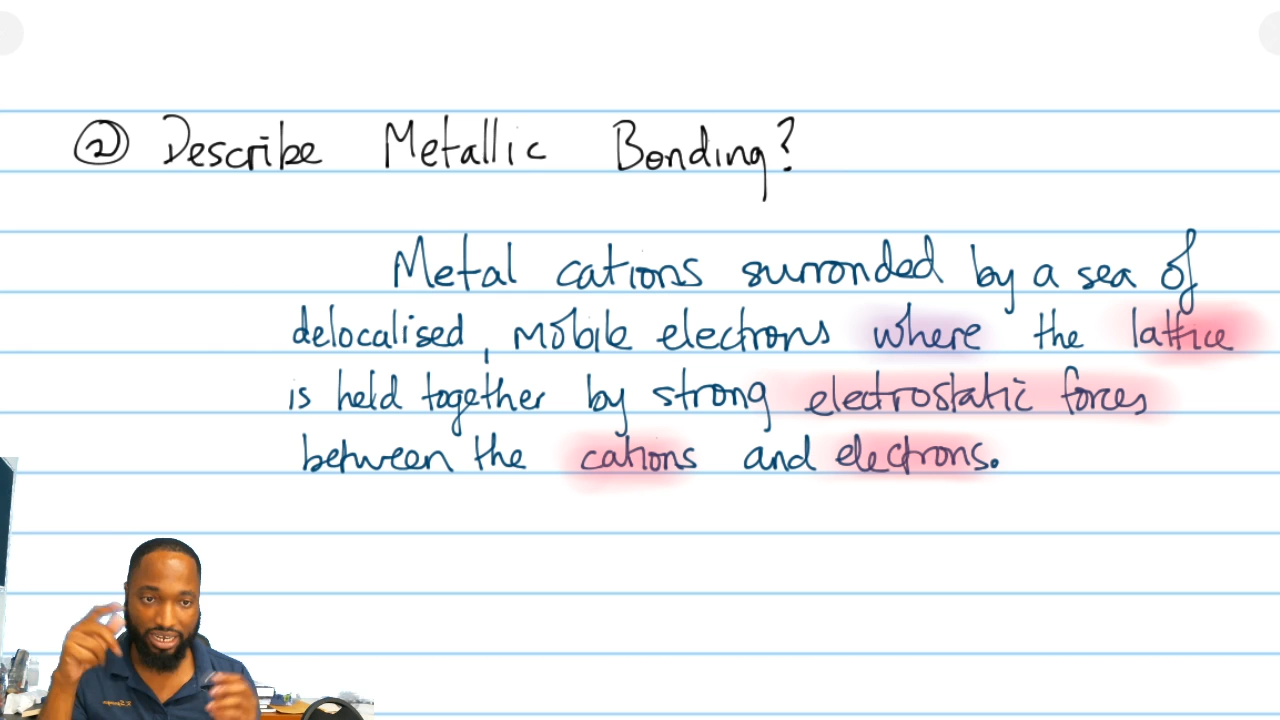 ② Describe Metallic Bonding?
Metal cations surronded by a sea of
delocalised, mobile electrons where the lattice
is held together by strong electrostatic forces
between the cations and electrons.